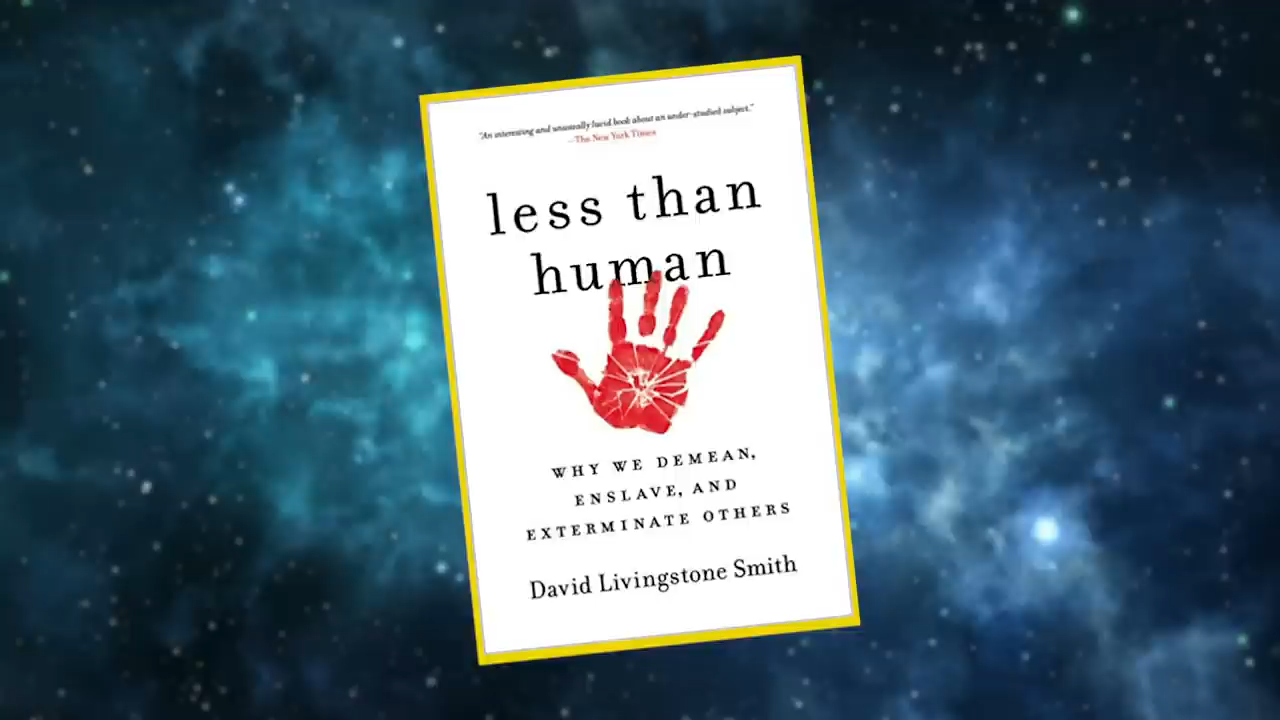 "An interesting and unusually lucid book about an under-studied subject."
—The New York Times
less than
human
WHY WE DEMEAN,
ENSLAVE, AND
EXTERMINATE OTHERS
David Livingstone Smith